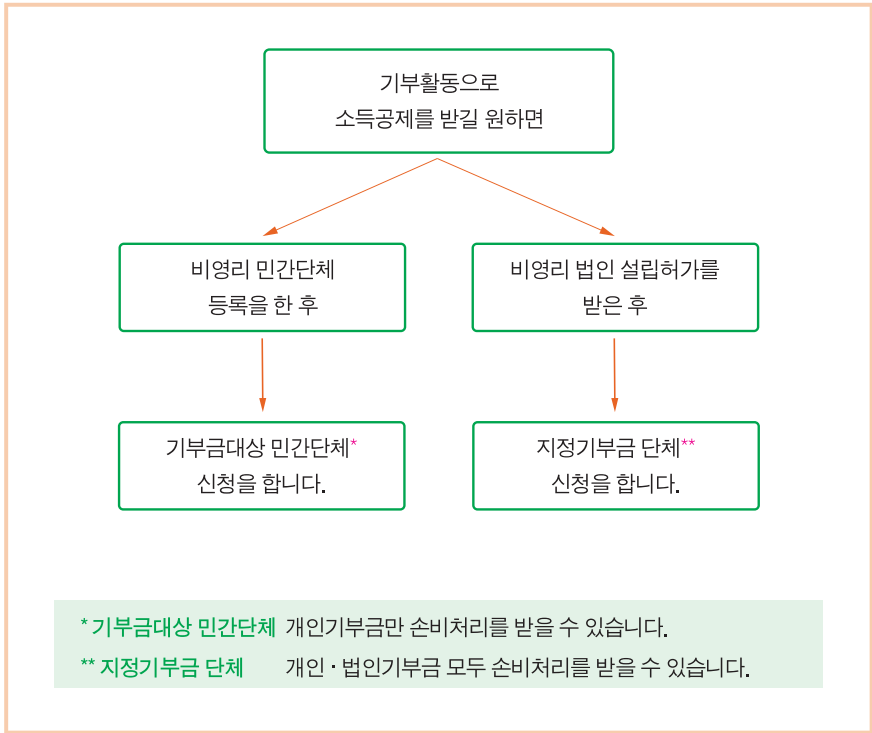 기부활동으로
소득공제를 받길 원하면
비영리 민간단체
등록을 한 후
비영리 법인 설립허가를
받은 후
기부금대상 민간단체*
신청을 합니다.
지정기부금 단체**
신청을 합니다.
* 기부금대상 민간단체 개인기부금만 손비처리를 받을 수 있습니다.
** 지정기부금 단체 개인·법인기부금 모두 손비처리를 받을 수 있습니다.